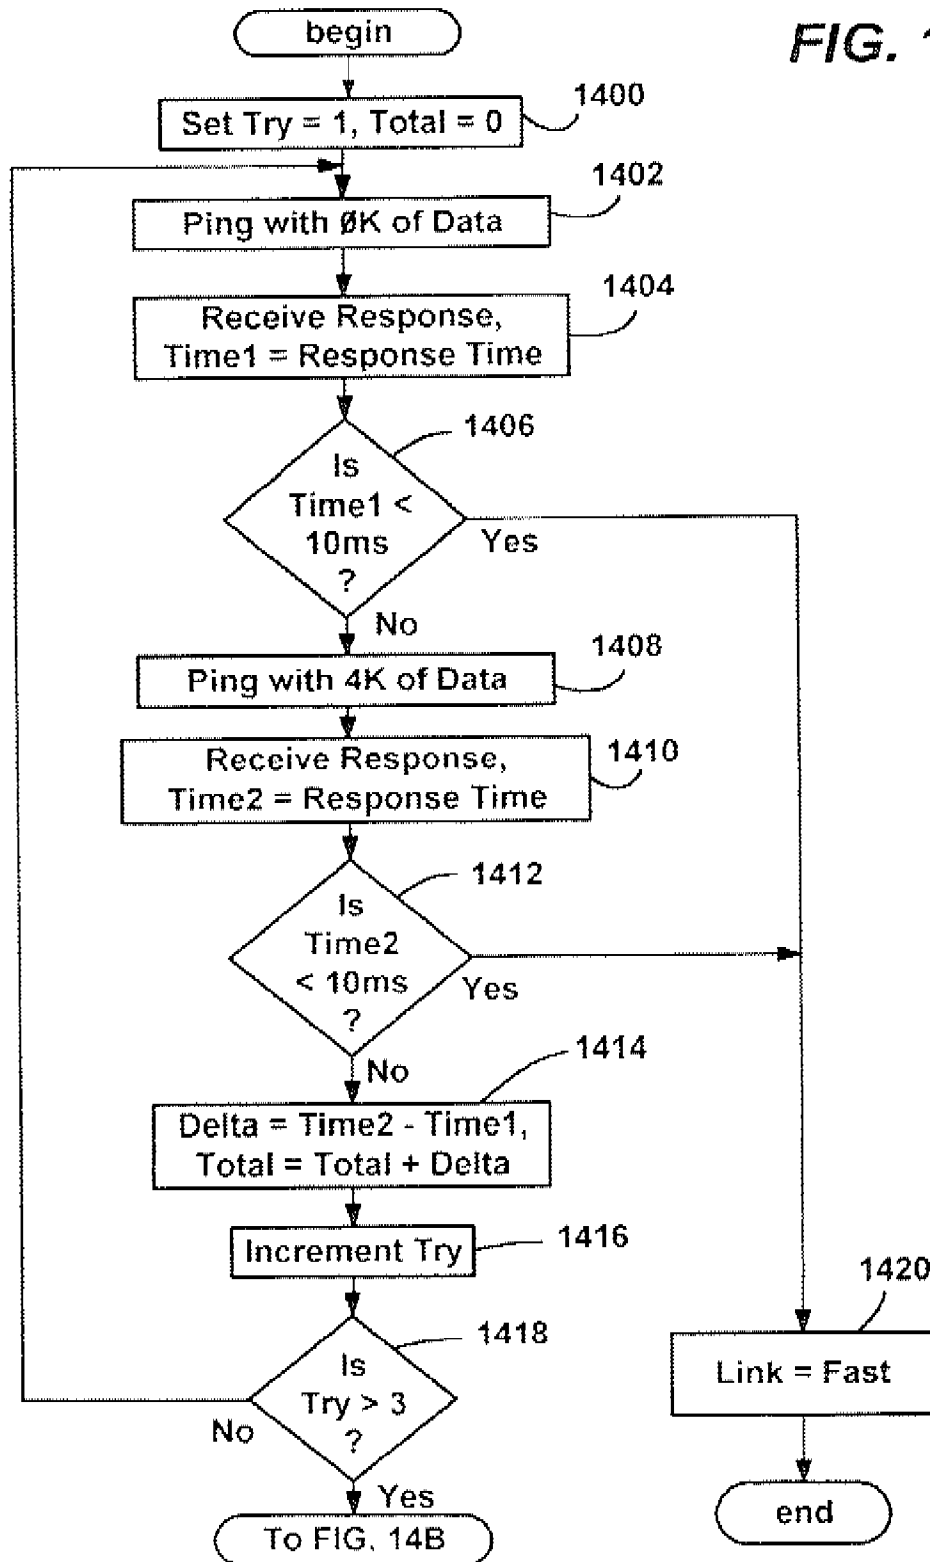 begin
FIG. 1
Set Try = 1, Total = 0
1400
1402
Ping with 0K of Data
1404
Receive Response,
Time1 = Response Time
1406
Is
Time1 <
10ms
?
Yes
No
1408
Ping with 4K of Data
1410
Receive Response,
Time2 = Response Time
1412
Is
Time2
< 10ms
?
Yes
No
1414
Delta = Time2 - Time1,
Total = Total + Delta
1416
Increment Try
1418
Is
Try > 3
?
No
Yes
To FIG. 14B
1420
Link = Fast
end